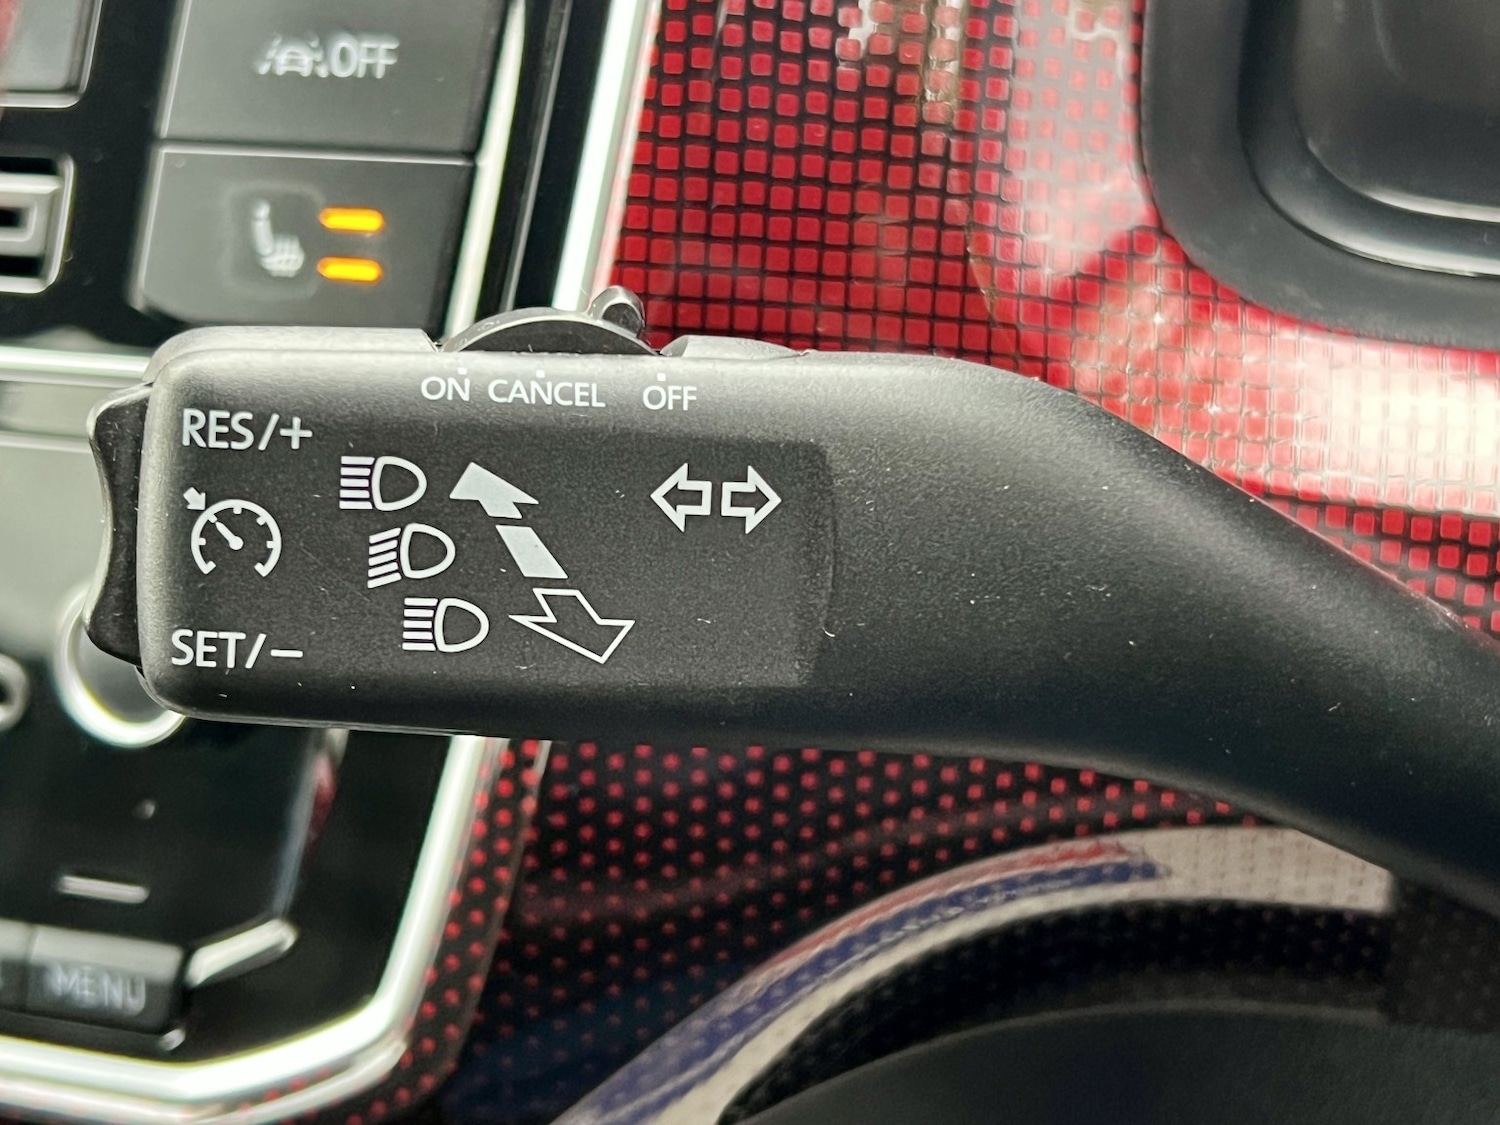 OFF
ON CANCEL OFF
RES/+
SET/–
MENU